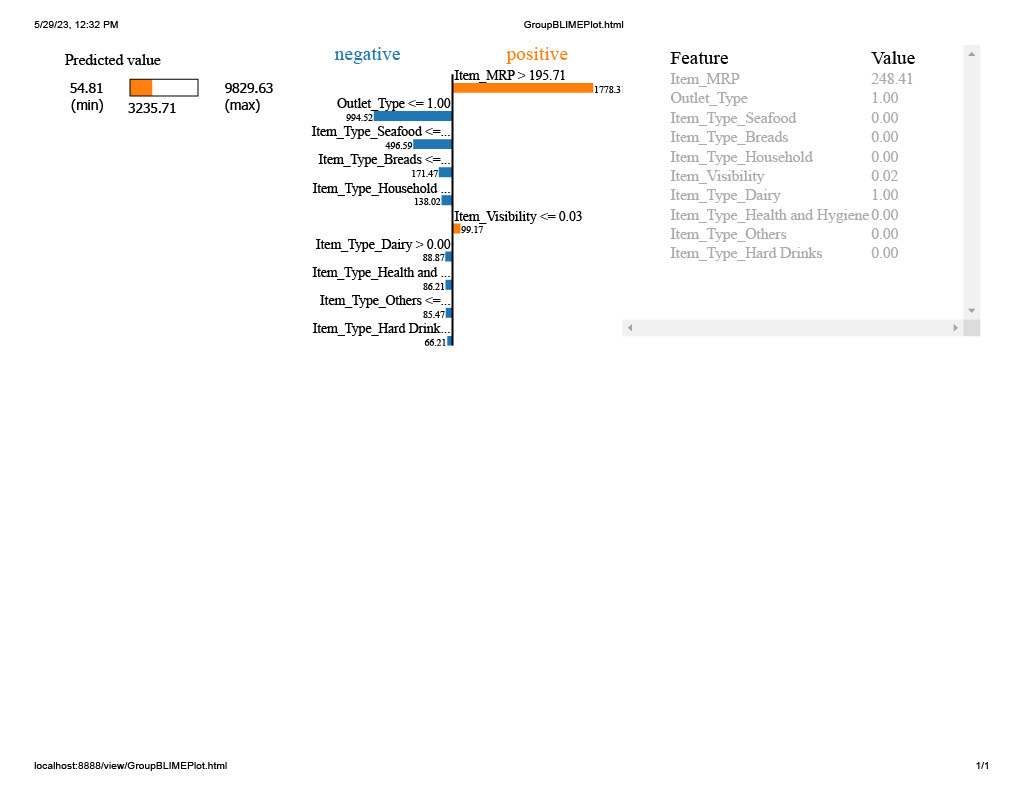 5/29/23, 12:32 PM
GroupBLIMEPlot.html
Predicted value
54.81
(min)
3235.71
9829.63
(max)
negative
positive
Item_MRP > 195.71
1778.3
Outlet_Type <= 1.00
994.52
Item_Type_Seafood <=...
496.59
Item_Type_Breads <=...
171.47
Item_Type_Household ...
138.02
Item_Visibility <= 0.03
99.17
Item_Type_Dairy > 0.00
88.87
Item_Type_Health and ...
86.21
Item_Type_Others <=...
85.47
Item_Type_Hard Drink...
66.21
Feature Value
Item_MRP 248.41
Outlet_Type 1.00
Item_Type_Seafood 0.00
Item_Type_Breads 0.00
Item_Type_Household 0.00
Item_Visibility 0.02
Item_Type_Dairy 1.00
Item_Type_Health and Hygiene 0.00
Item_Type_Others 0.00
Item_Type_Hard Drinks 0.00
localhost:8888/view/GroupBLIMEPlot.html
1/1